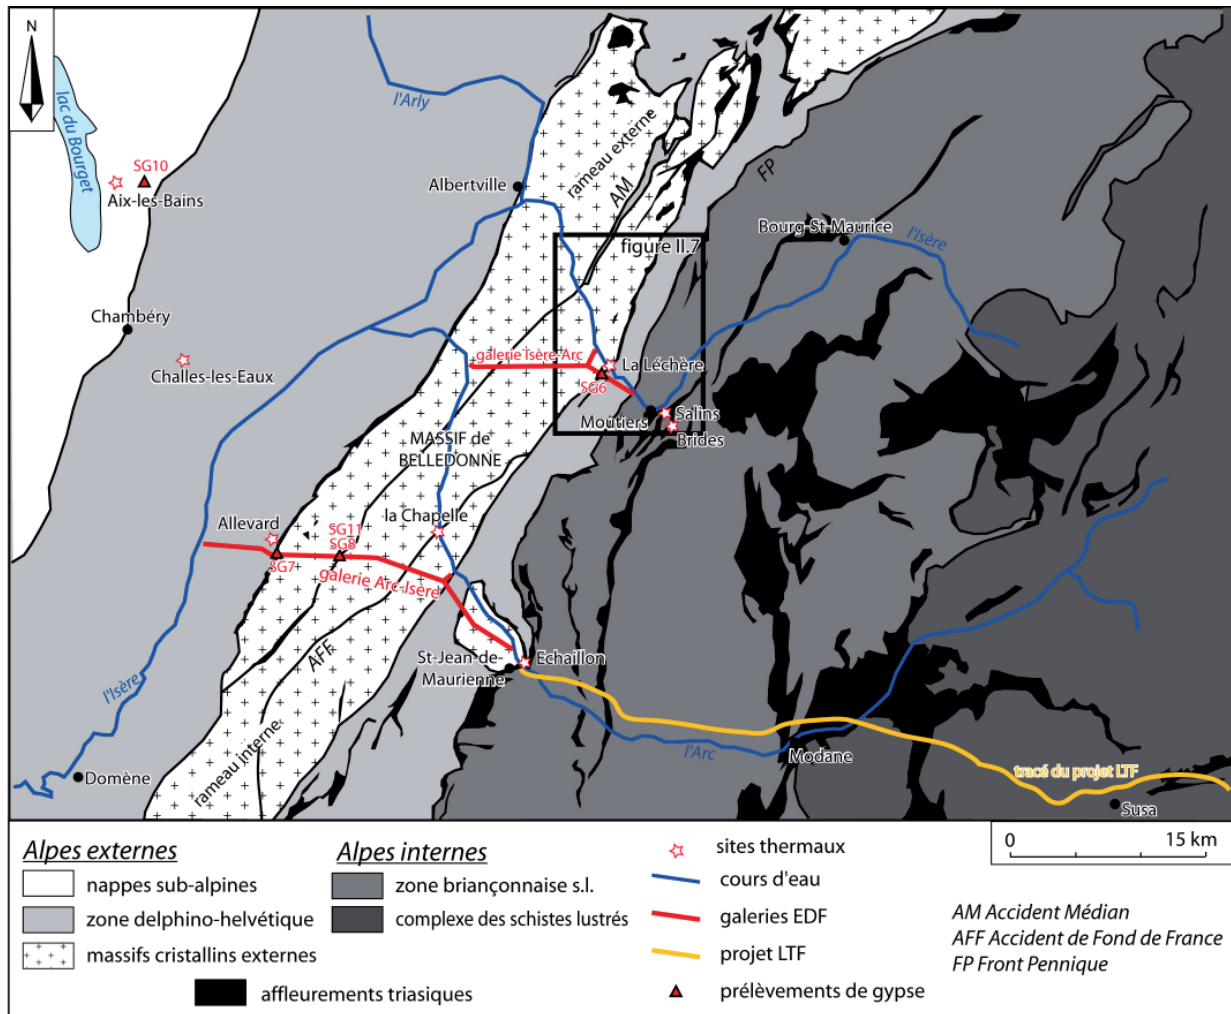 N
lac du Bourget
SG10
Aix-les-Bains
l'Arly
Albertville
rameau externe
AM
FP
figure II.7
Bourg-St-Maurice
l'Isère
Chambéry
Challes-les-Eaux
galerie Isère-Arc
La Léchère
SG6
Moûtiers
Salins
Brides
MASSIF de
BELLEDONNE
la Chapelle
Allevard
SG11
SG8
SG7
galerie Arc-Isère
AFF
l'Isère
St-Jean-de-
Maurienne
Echaillon
rameau interne
Domène
l'Arc
Modane
tracé du projet LTF
Susa
Alpes externes
nappes sub-alpines
zone delphino-helvétique
massifs cristallins externes
affleurements triasiques
Alpes internes
zone briançonnaise s.l.
complexe des schistes lustrés
sites thermaux
cours d'eau
galeries EDF
projet LTF
prélèvements de gypse
0 15 km
AM Accident Médian
AFF Accident de Fond de France
FP Front Pennique